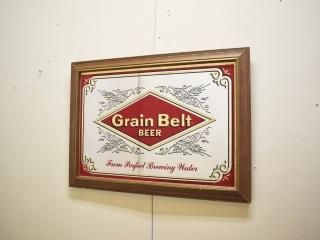 Grain Belt
BEER
From Perfect Brewing Water